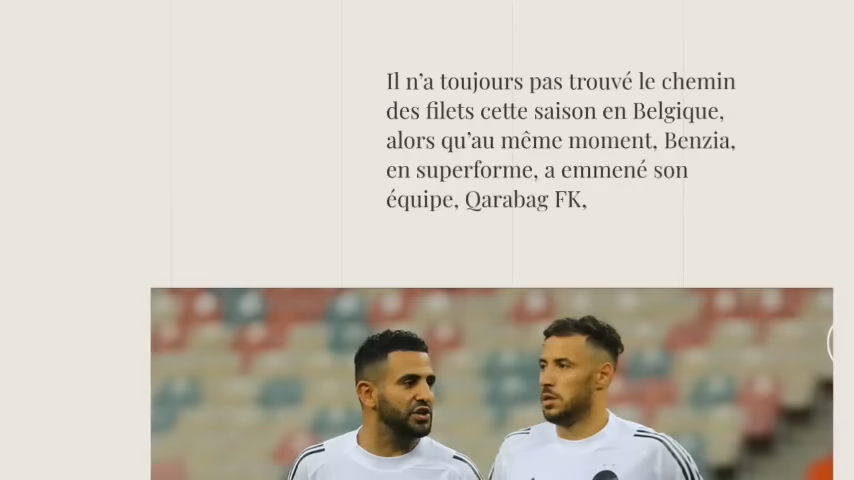 Il n’a toujours pas trouvé le chemin
des filets cette saison en Belgique,
alors qu’au même moment, Benzia,
en superforme, a emmené son
équipe, Qarabag FK,